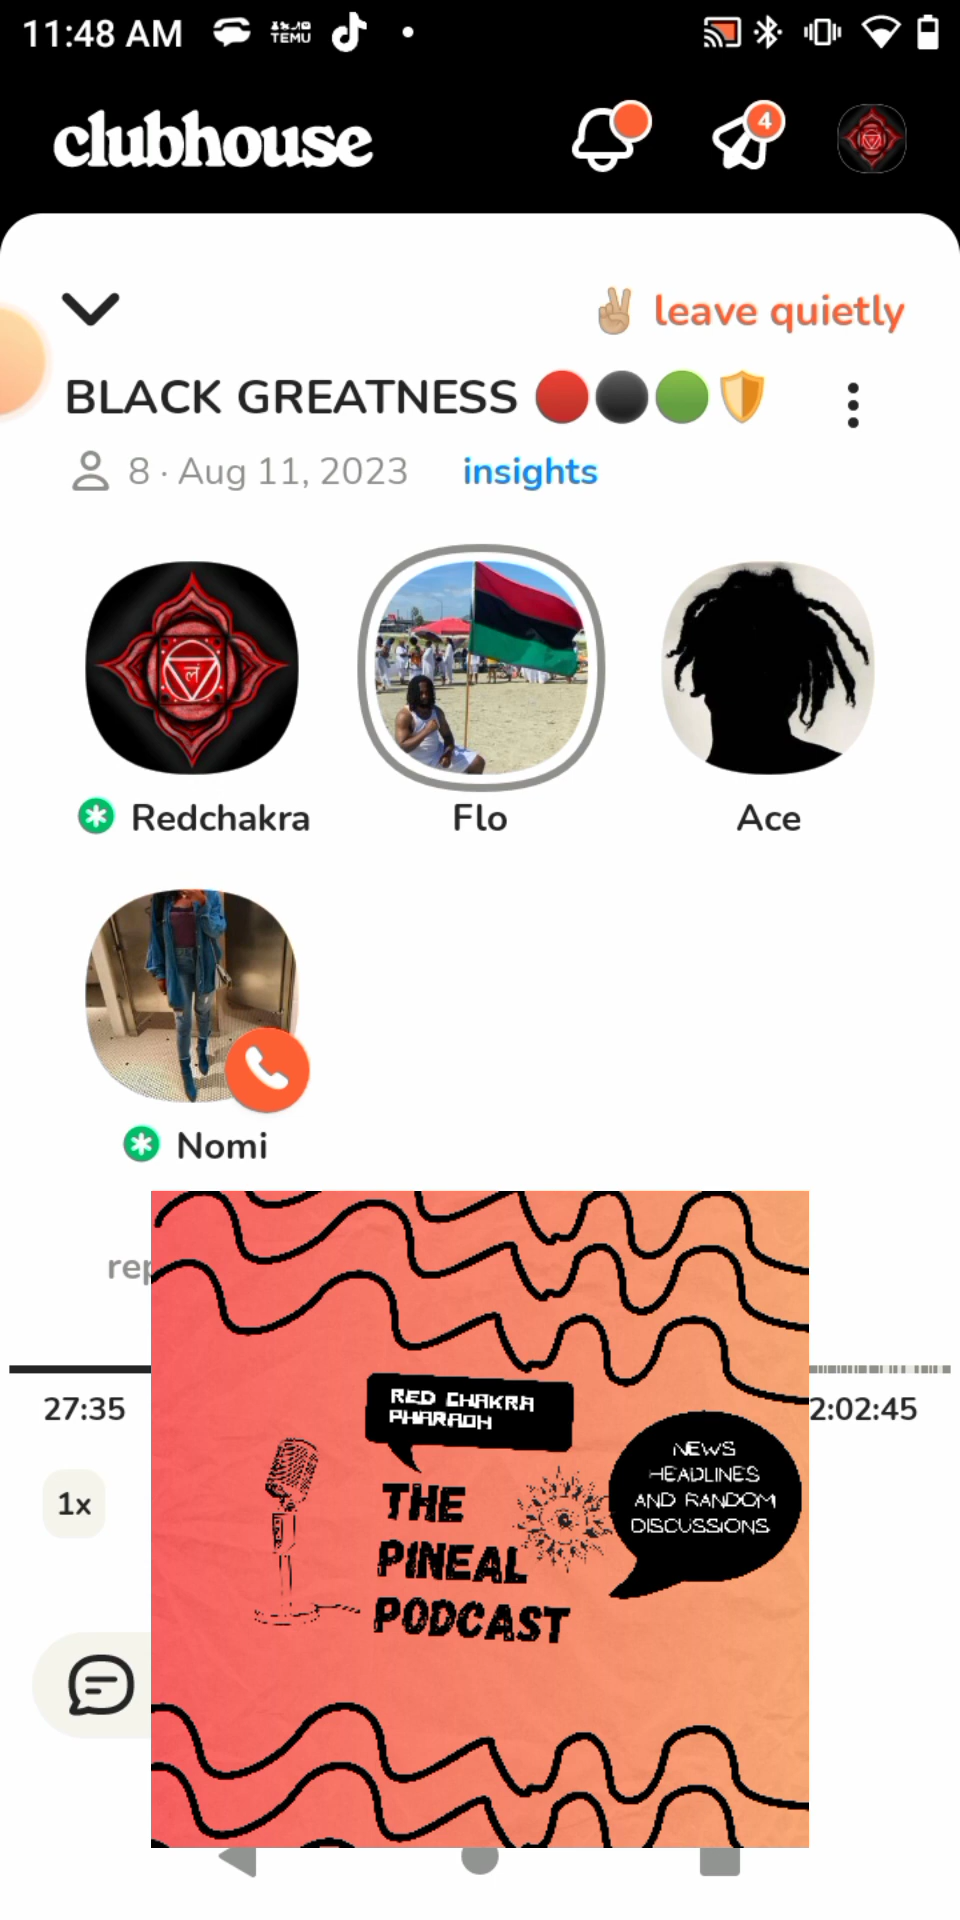 11:48 AM
TEMU
clubhouse
4
✌🏼 leave quietly
BLACK GREATNESS 🔴⚫🟢🛡️
8 · Aug 11, 2023 insights
लं
Redchakra
Flo
Ace
Nomi
27:35
2:02:45
1x
RED CHAKRA
PHARAOH
THE
PINEAL
PODCAST
NEWS
HEADLINES
AND RANDOM
DISCUSSIONS